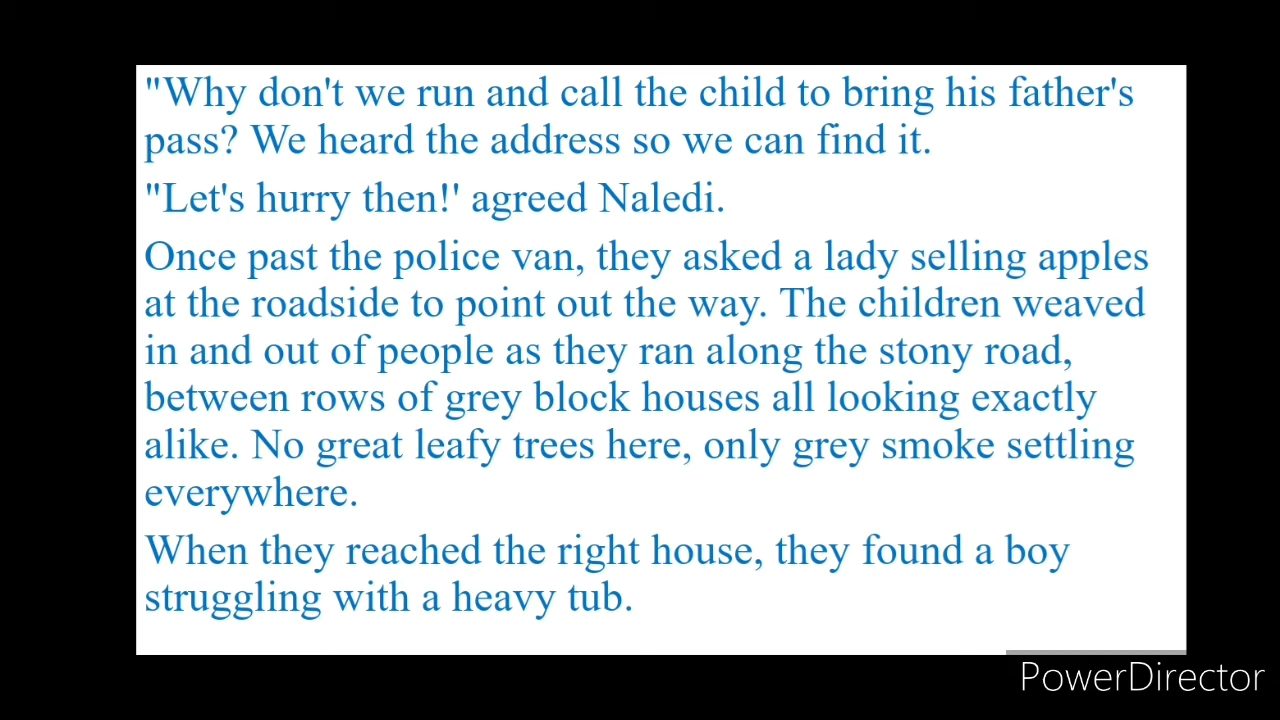 "Why don't we run and call the child to bring his father's
pass? We heard the address so we can find it.
"Let's hurry then!' agreed Naledi.
Once past the police van, they asked a lady selling apples
at the roadside to point out the way. The children weaved
in and out of people as they ran along the stony road,
between rows of grey block houses all looking exactly
alike. No great leafy trees here, only grey smoke settling
everywhere.
When they reached the right house, they found a boy
struggling with a heavy tub.
PowerDirector